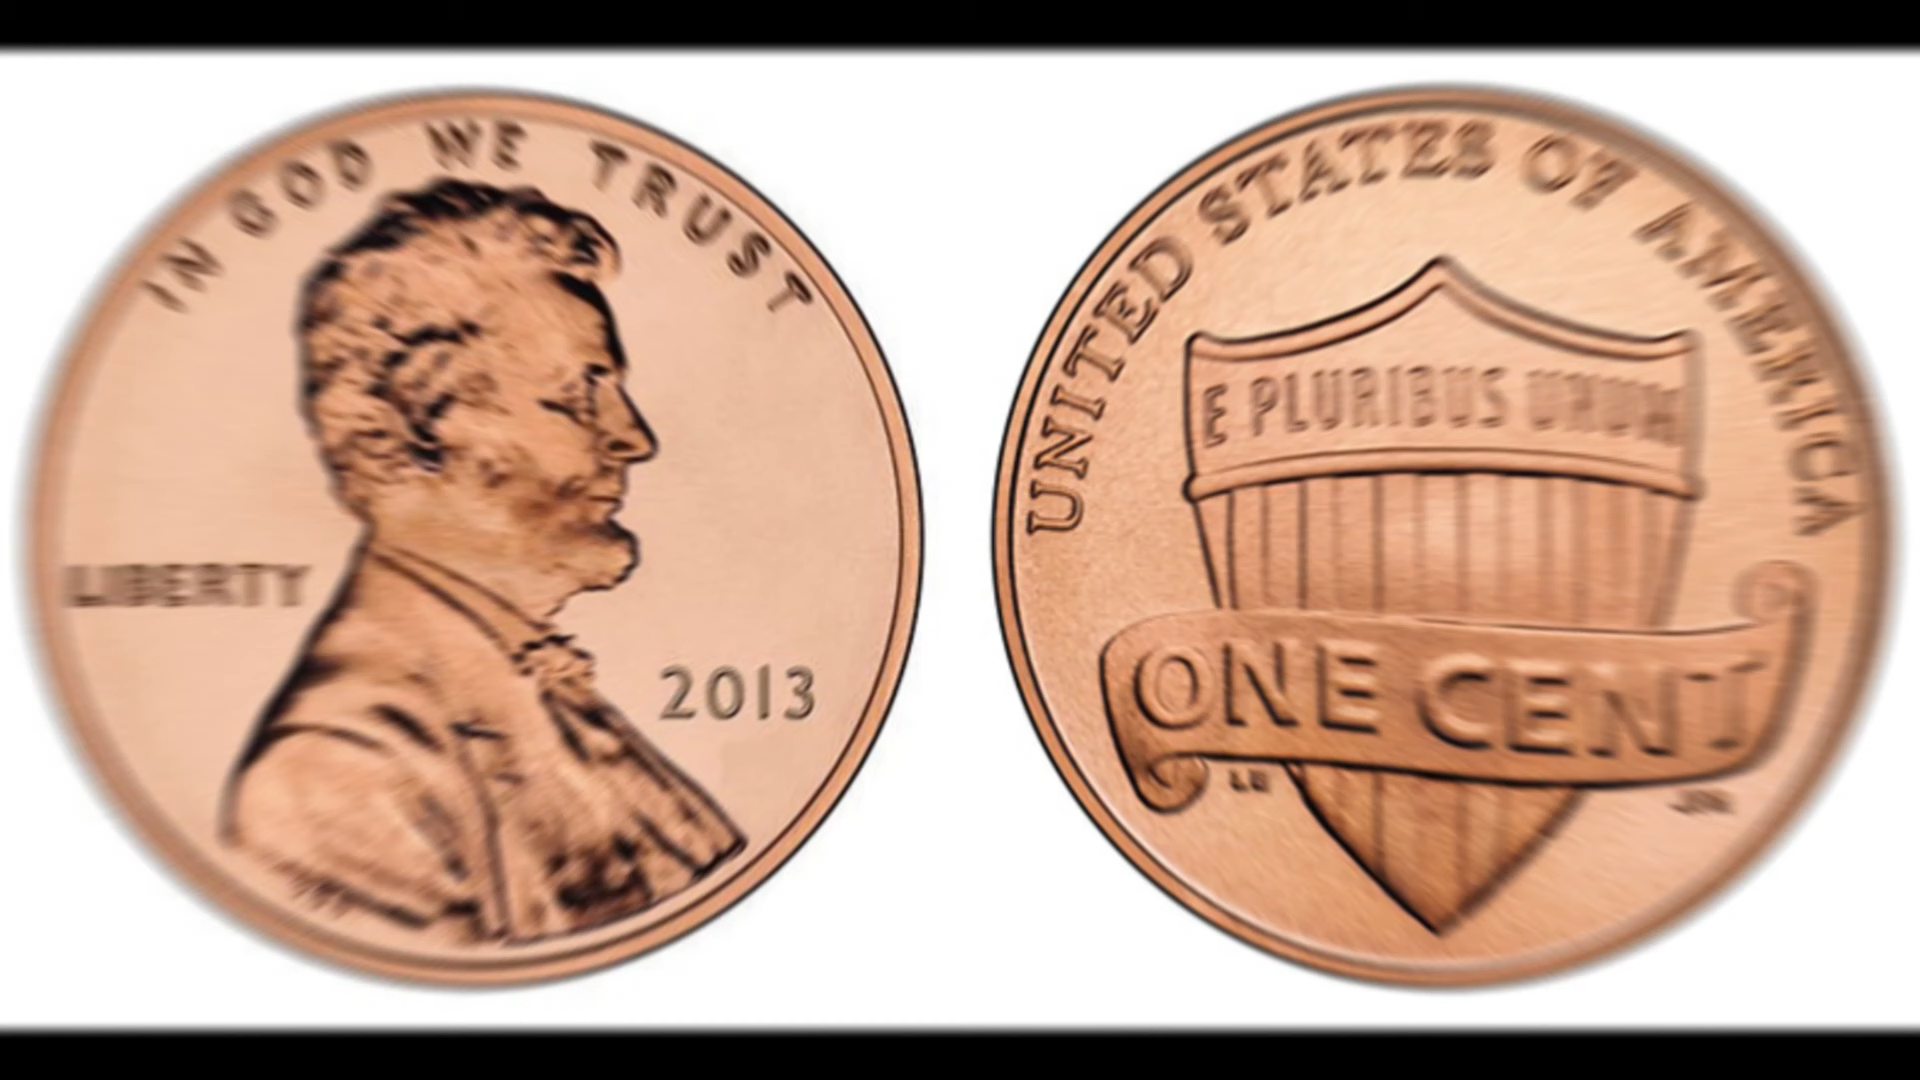 IN GOD WE TRUST
LIBERTY
2013
UNITED STATES OF AMERICA
E PLURIBUS UNUM
ONE CENT